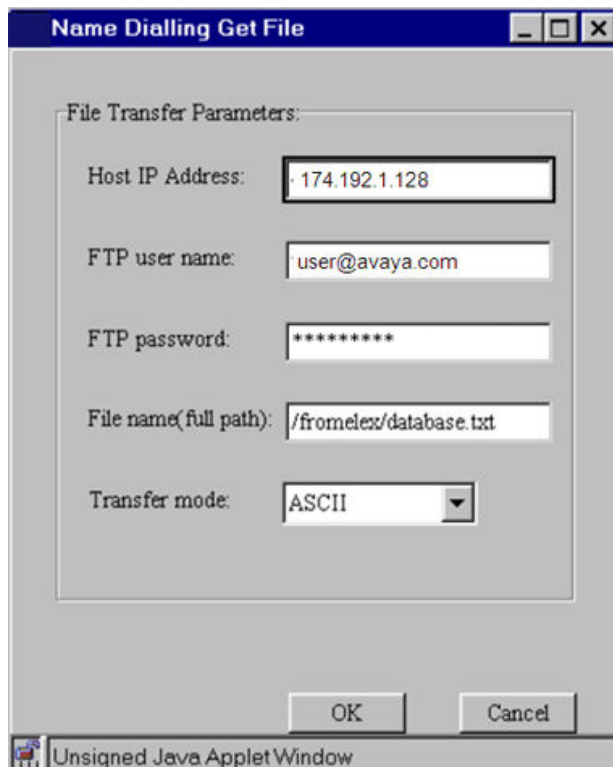 Name Dialling Get File
File Transfer Parameters:
Host IP Address: 174.192.1.128
FTP user name: user@avaya.com
FTP password: *********
File name(full path): /fromelex/database.txt
Transfer mode: ASCII
OK Cancel
Unsigned Java Applet Window